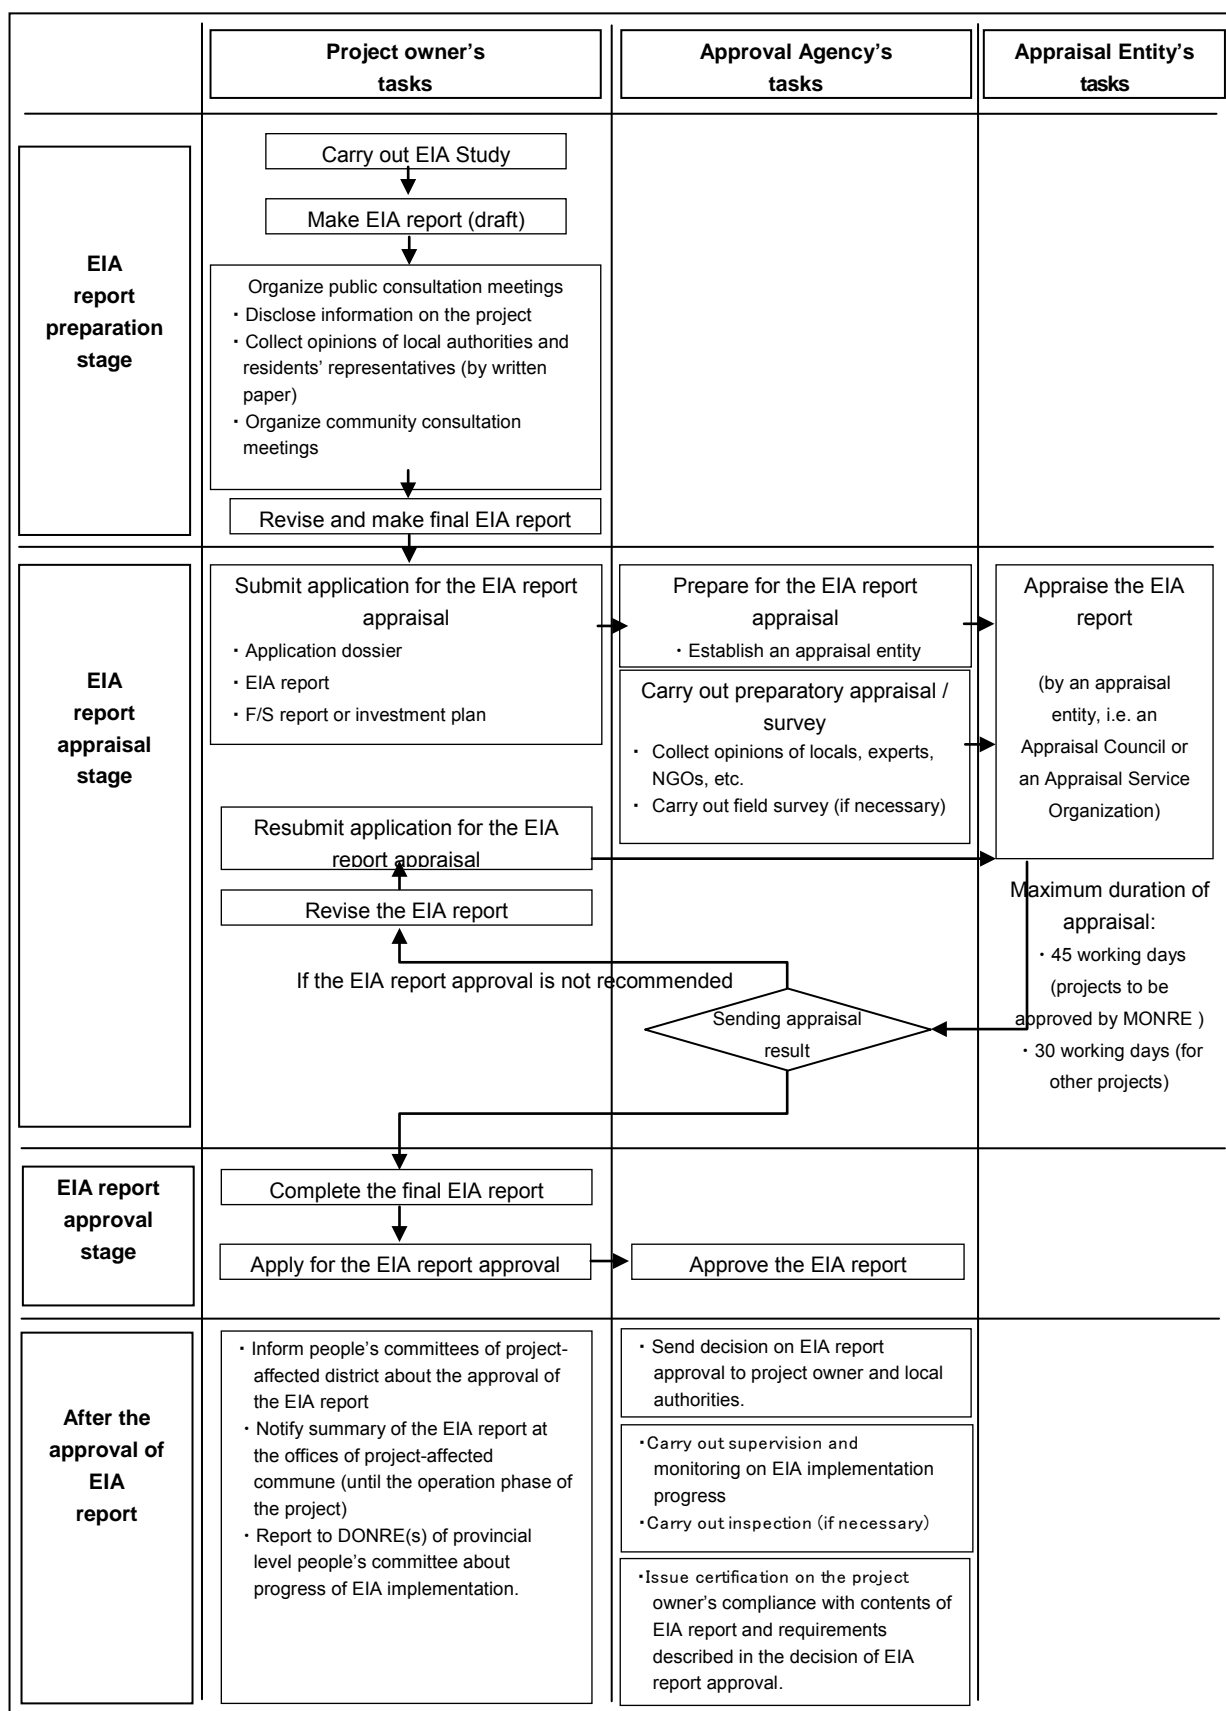 Project owner's
tasks
Approval Agency's
tasks
Appraisal Entity's
tasks
EIA
report
preparation
stage
Carry out EIA Study
Make EIA report (draft)
Organize public consultation meetings
・Disclose information on the project
・Collect opinions of local authorities and
residents' representatives (by written
paper)
・Organize community consultation
meetings
Revise and make final EIA report
EIA
report
appraisal
stage
Submit application for the EIA report
appraisal
・Application dossier
・EIA report
・F/S report or investment plan
Prepare for the EIA report
appraisal
・Establish an appraisal entity
Carry out preparatory appraisal /
survey
・ Collect opinions of locals, experts,
NGOs, etc.
・ Carry out field survey (if necessary)
Appraise the EIA
report
(by an appraisal
entity, i.e. an
Appraisal Council or
an Appraisal Service
Organization)
Resubmit application for the EIA
report appraisal
Revise the EIA report
If the EIA report approval is not recommended
Sending appraisal
result
Maximum duration of
appraisal:
・45 working days
(projects to be
approved by MONRE )
・30 working days (for
other projects)
EIA report
approval
stage
Complete the final EIA report
Apply for the EIA report approval
Approve the EIA report
After the
approval of
EIA
report
・Inform people's committees of project-
affected district about the approval of
the EIA report
・Notify summary of the EIA report at
the offices of project-affected
commune (until the operation phase of
the project)
・Report to DONRE(s) of provincial
level people's committee about
progress of EIA implementation.
・Send decision on EIA report
approval to project owner and local
authorities.
・Carry out supervision and
monitoring on EIA implementation
progress
・Carry out inspection (if necessary)
・Issue certification on the project
owner's compliance with contents of
EIA report and requirements
described in the decision of EIA
report approval.